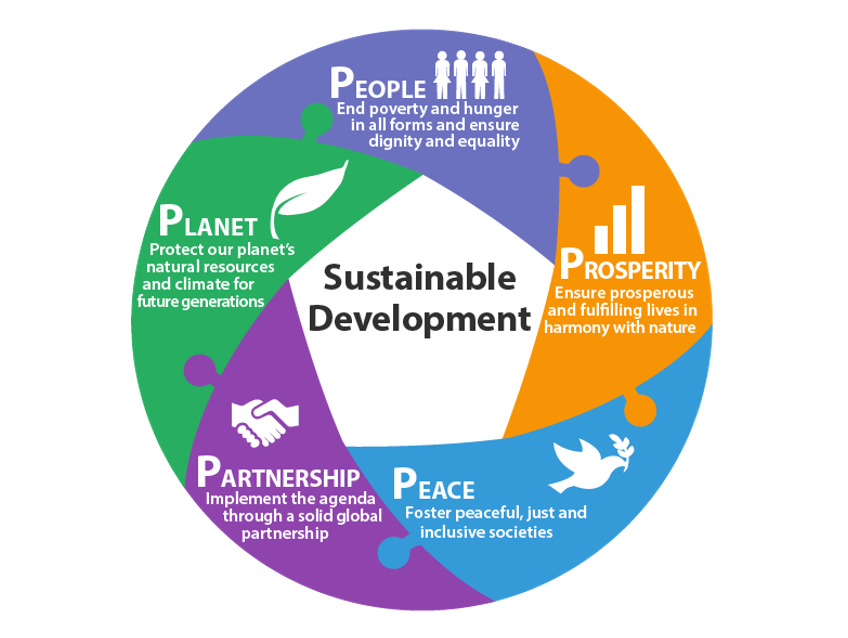 PEOPLE
End poverty and hunger
in all forms and ensure
dignity and equality
PROSPERITY
Ensure prosperous
and fulfilling lives in
harmony with nature
PEACE
Foster peaceful, just and
inclusive societies
PARTNERSHIP
Implement the agenda
through a solid global
partnership
PLANET
Protect our planet's
natural resources
and climate for
future generations
Sustainable
Development